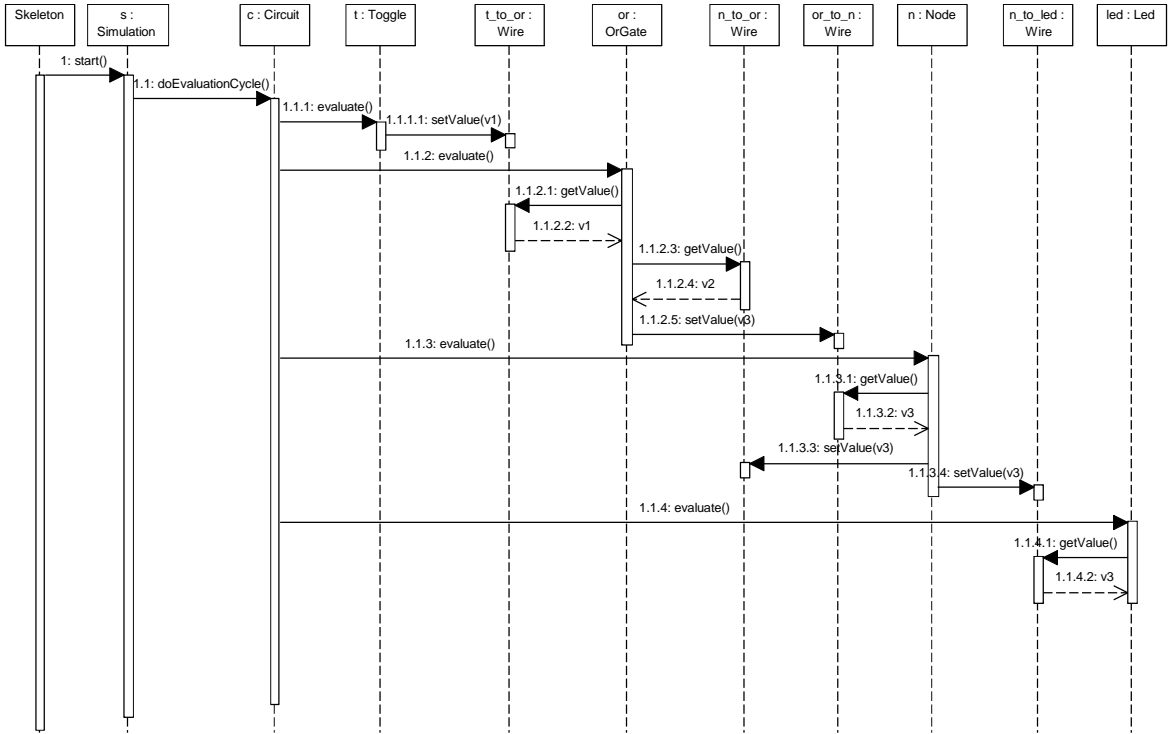 Skeleton
s :
Simulation
c : Circuit
t : Toggle
t_to_or :
Wire
or :
OrGate
n_to_or :
Wire
or_to_n :
Wire
n : Node
n_to_led :
Wire
led : Led
1: start()
1.1: doEvaluationCycle()
1.1.1: evaluate()
1.1.1.1: setValue(v1)
1.1.2: evaluate()
1.1.2.1: getValue()
1.1.2.2: v1
1.1.2.3: getValue()
1.1.2.4: v2
1.1.2.5: setValue(v3)
1.1.3: evaluate()
1.1.3.1: getValue()
1.1.3.2: v3
1.1.3.3: setValue(v3)
1.1.3.4: setValue(v3)
1.1.4: evaluate()
1.1.4.1: getValue()
1.1.4.2: v3